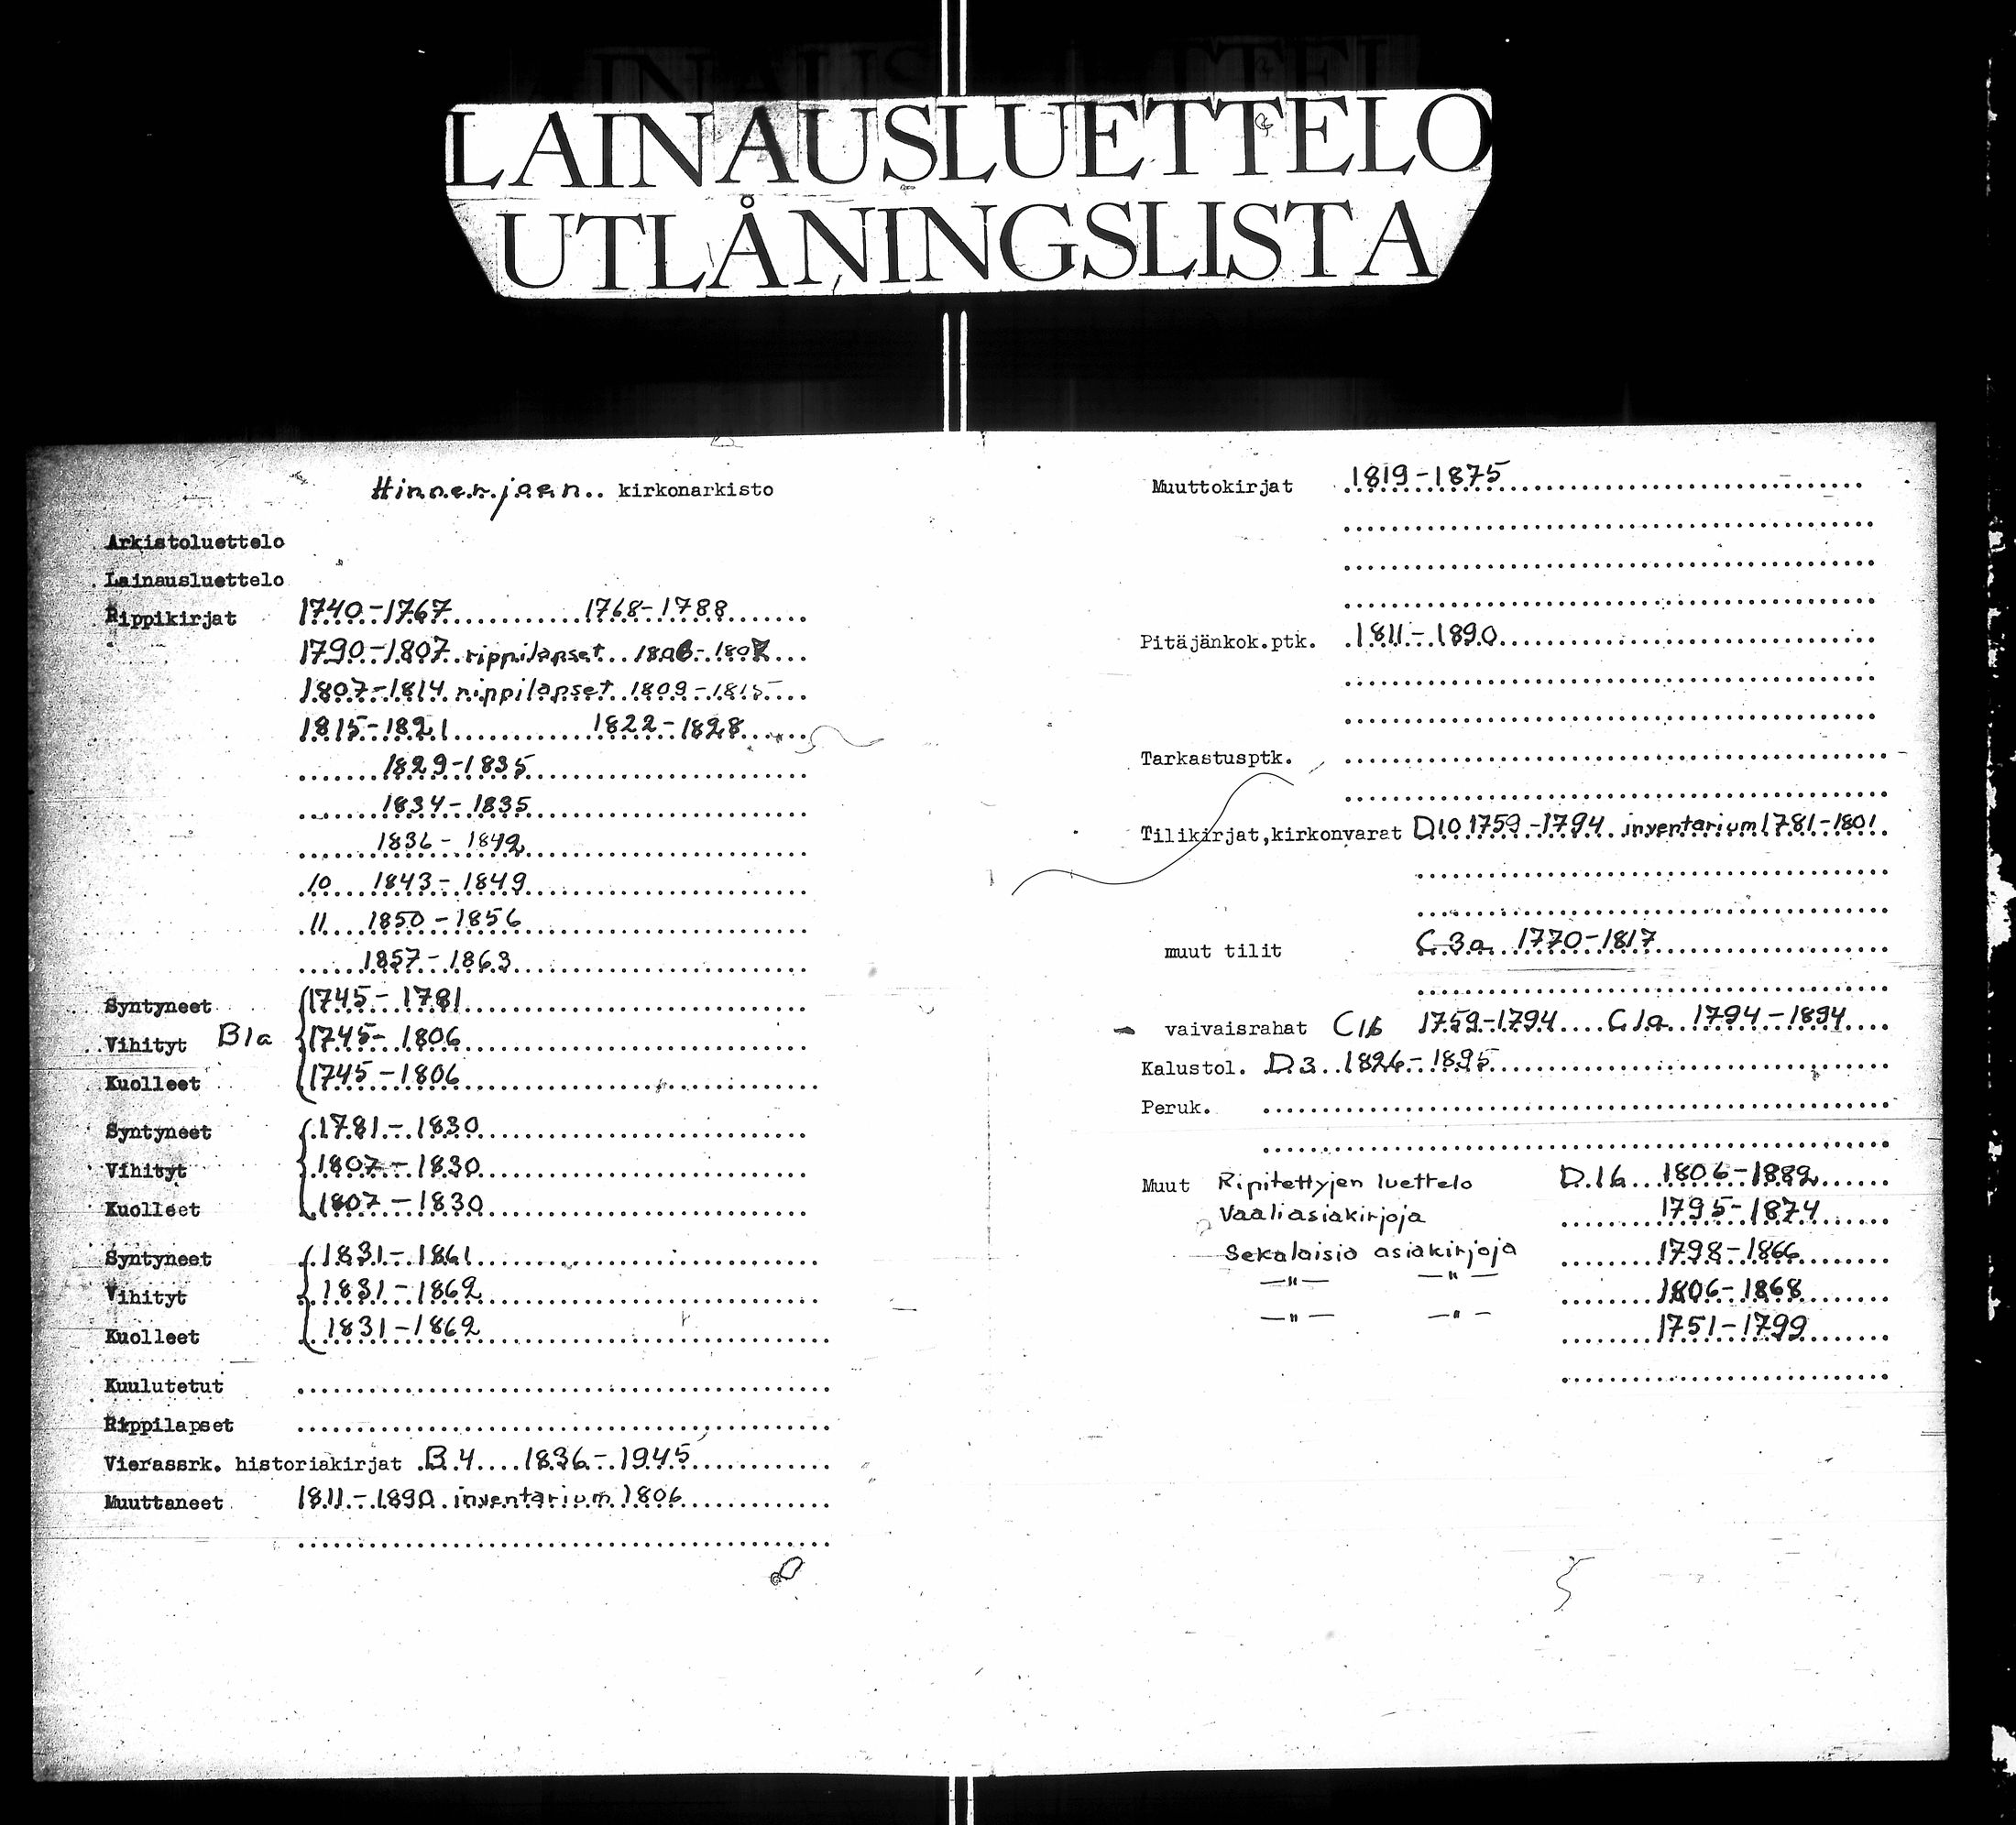 LAINAUSLUETTELO
UTLÅNINGSLISTA
Hinnerjoen kirkonarkisto
Arkistoluettelo
Lainausluettelo
Rippikirjat 1740-1767 1768-1788
1790-1807 rippilapset 1806-1807
1807-1814 rippilapset 1809-1815
1815-1821 1822-1828
1829-1835
1834-1835
1836-1842
10 1843-1849
11 1850-1856
1857-1863
Syntyneet 1745-1781
Vihityt B1a 1745-1806
Kuolleet 1745-1806
Syntyneet 1781-1830
Vihityt 1807-1830
Kuolleet 1807-1830
Syntyneet 1831-1861
Vihityt 1831-1862
Kuolleet 1831-1862
Kuulutetut
Rippilapset
Vierassrk. historiakirjat B.4 1836-1945
Muuttaneet 1811-1890 inventarium 1806
Muuttokirjat 1819-1875
Pitäjänkok.ptk. 1811-1890
Tarkastusptk.
Tilikirjat,kirkonvarat D10 1759-1794 inventarium 1781-1801
muut tilit C 3a 1770-1817
vaivaisrahat C1b 1759-1794 C1a 1794-1894
Kalustol. D3 1826-1895
Peruk.
Muut Ripitettyjen luettelo D.1b 1806-1882
Vaaliasiakirjoja 1795-1874
Sekalaisia asiakirjoja 1798-1866
—"— —"— 1806-1868
—"— —"— 1751-1799